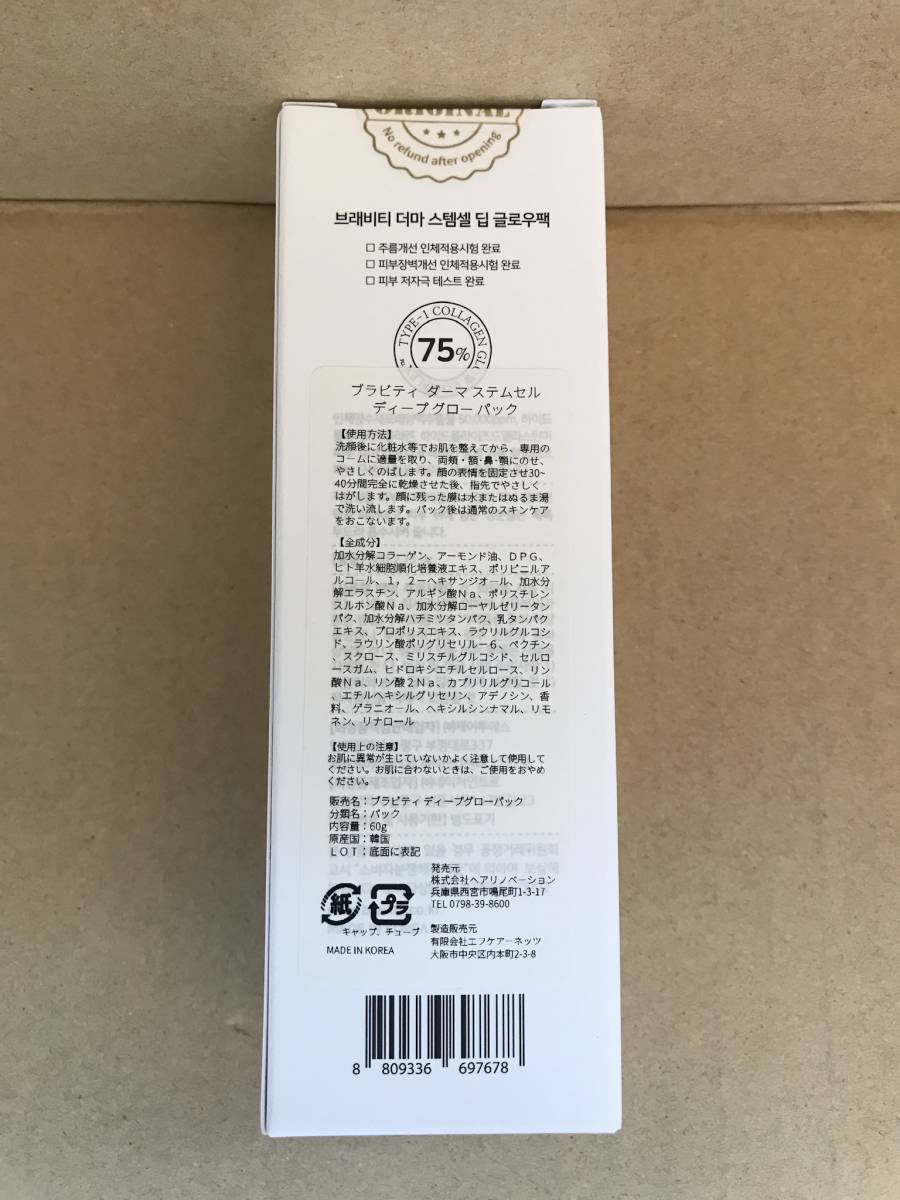 ORIGINAL
No refund after opening
브래비티 더마 스템셀 딥 글로우팩
□ 주름개선 인체적용시험 완료
□ 피부장벽개선 인체적용시험 완료
□ 피부 저자극 테스트 완료
TYPE-1 COLLAGEN
75%
ブラビティ ダーマ ステムセル
ディープ グロー パック
【使用方法】
洗顔後に化粧水等でお肌を整えてから、専用の
コームに適量を取り、両頬・額・鼻・顎にのせ、
やさしくのばします。顔の表情を固定させ30~
40分間完全に乾燥させた後、指先でやさしく
はがします。顔に残った膜は水またはぬるま湯
で洗い流します。パック後は通常のスキンケア
をおこないます。
【全成分】
加水分解コラーゲン、アーモンド油、ＤＰＧ、
ヒト羊水細胞順化培養液エキス、ポリビニルア
ルコール、１，２－ヘキサンジオール、加水分
解エラスチン、アルギン酸Ｎａ、ポリスチレン
スルホン酸Ｎａ、加水分解ローヤルゼリータン
パク、加水分解ハチミツタンパク、乳タンパク
エキス、プロポリスエキス、ラウリルグルコシ
ド、ラウリン酸ポリグリセリル－６、ペクチン
、スクロース、ミリスチルグルコシド、セルロ
ースガム、ヒドロキシエチルセルロース、リン
酸Ｎａ、リン酸２Ｎａ、カプリリルグリコール
、エチルヘキシルグリセリン、アデノシン、香
料、ゲラニオール、ヘキシルシンナマル、リモ
ネン、リナロール
【使用上の注意】
お肌に異常が生じていないかよく注意して使用して
ください。お肌に合わないときは、ご使用をおやめ
ください。
販売名：ブラビティ ディープグローパック
分類名：パック
内容量：60g
原産国：韓国
ＬＯＴ：底面に表記
発売元
株式会社ヘアリノベーション
兵庫県西宮市鳴尾町1-3-17
TEL 0798-39-8600
紙 プラ
キャップ、チューブ
MADE IN KOREA
製造販売元
有限会社エフケアーネッツ
大阪市中央区内本町2-3-8
8 809336 697678